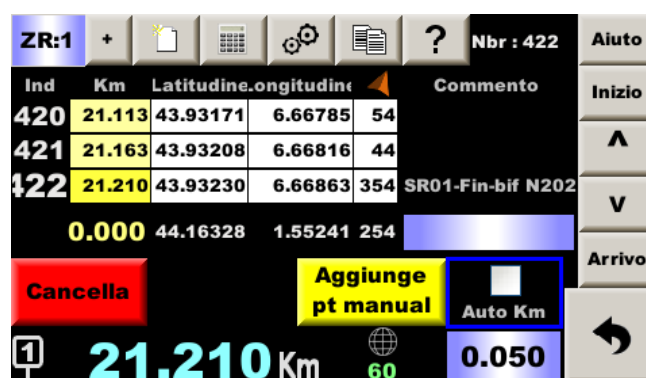 ZR:1 + ? Nbr : 422 Aiuto
Ind Km Latitudine Longitudine Commento Inizio
420 21.113 43.93171 6.66785 54
421 21.163 43.93208 6.66816 44 Λ
422 21.210 43.93230 6.66863 354 SR01-Fin-bif N202
V
0.000 44.16328 1.55241 254
Arrivo
Cancella Aggiunge pt manual Auto Km
1 21.210 Km 60 0.050